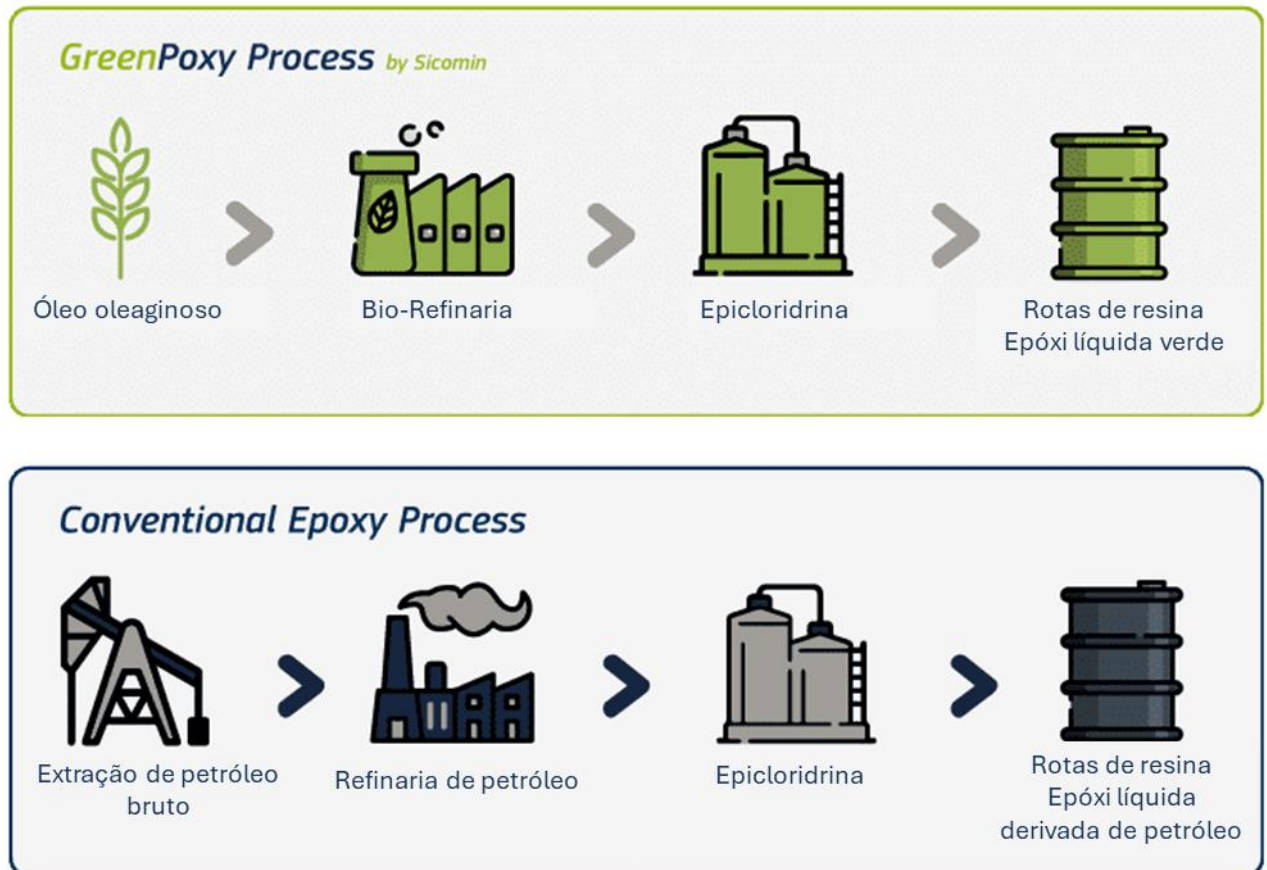 GreenPoxy Process by Sicomin
Óleo oleaginoso
Bio-Refinaria
Epicloridrina
Rotas de resina
Epóxi líquida verde
Conventional Epoxy Process
Extração de petróleo
bruto
Refinaria de petróleo
Epicloridrina
Rotas de resina
Epóxi líquida
derivada de petróleo